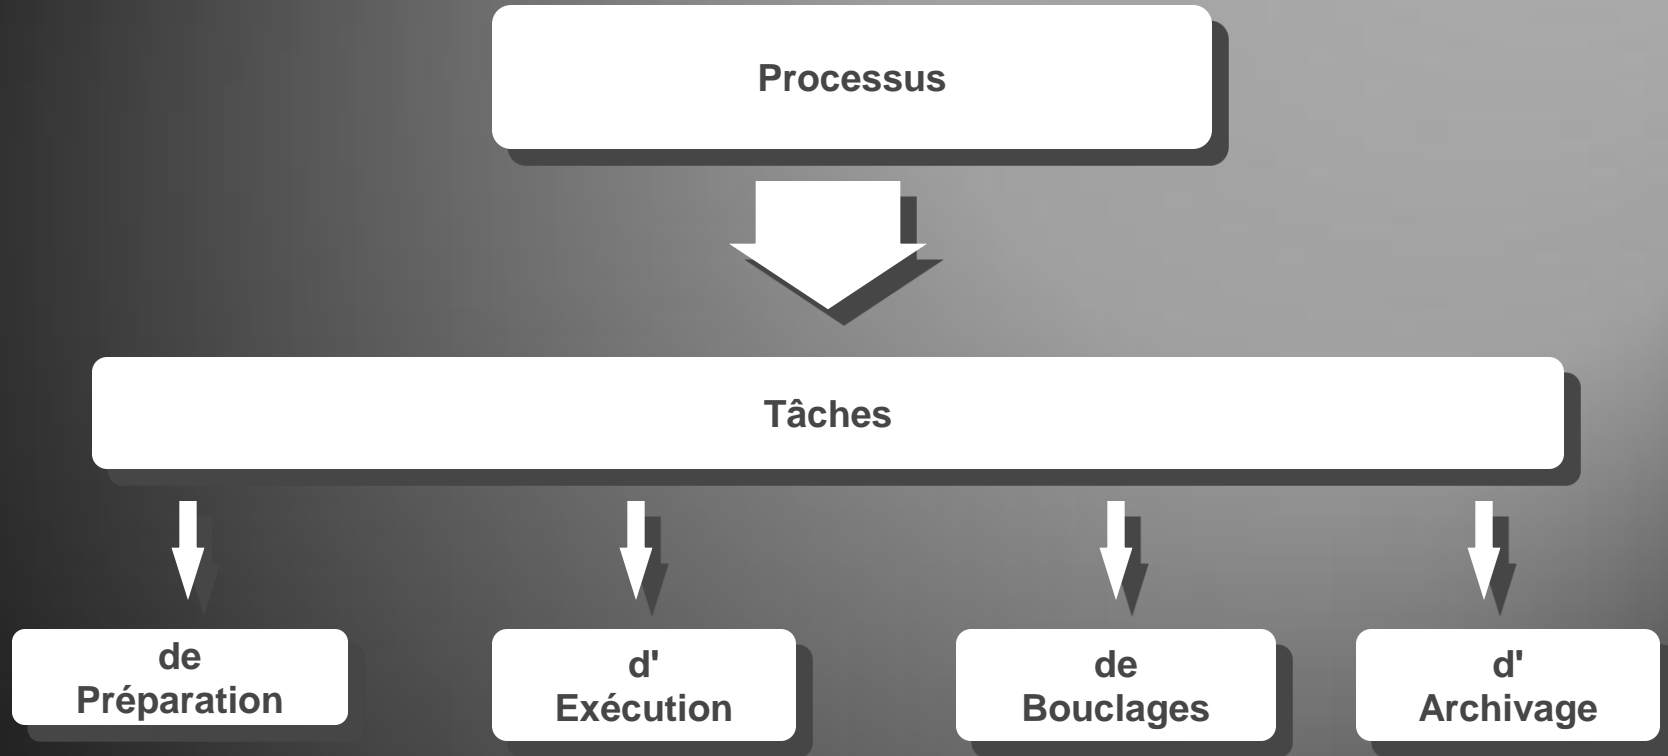 Processus
Tâches
de
Préparation
d'
Exécution
de
Bouclages
d'
Archivage